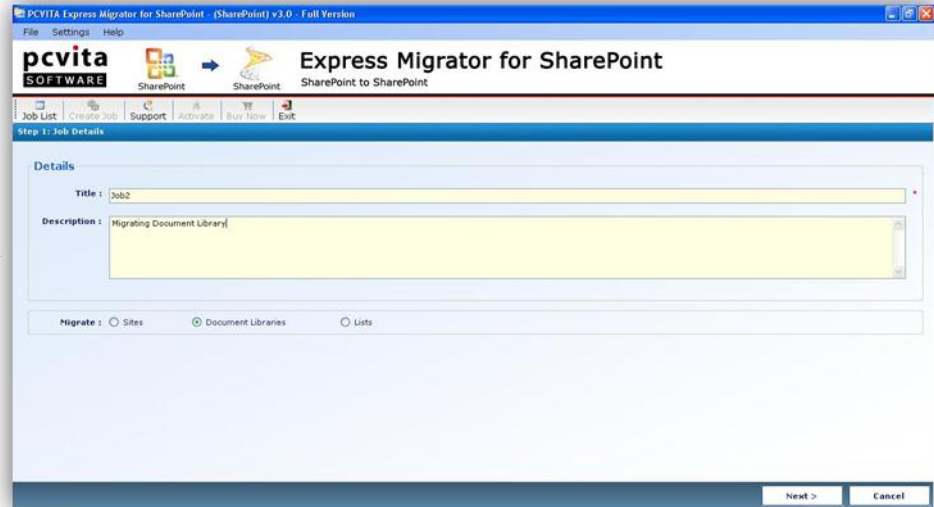 PCVITA Express Migrator for SharePoint - (SharePoint) v3.0 - Full Version
File Settings Help
pcvita
SOFTWARE
SharePoint
SharePoint
Express Migrator for SharePoint
SharePoint to SharePoint
Job List Create Job Support Activate Buy Now Exit
Step 1: Job Details
Details
Title : Job2 *
Description : Migrating Document Library
Migrate : Sites Document Libraries Lists
Next > Cancel